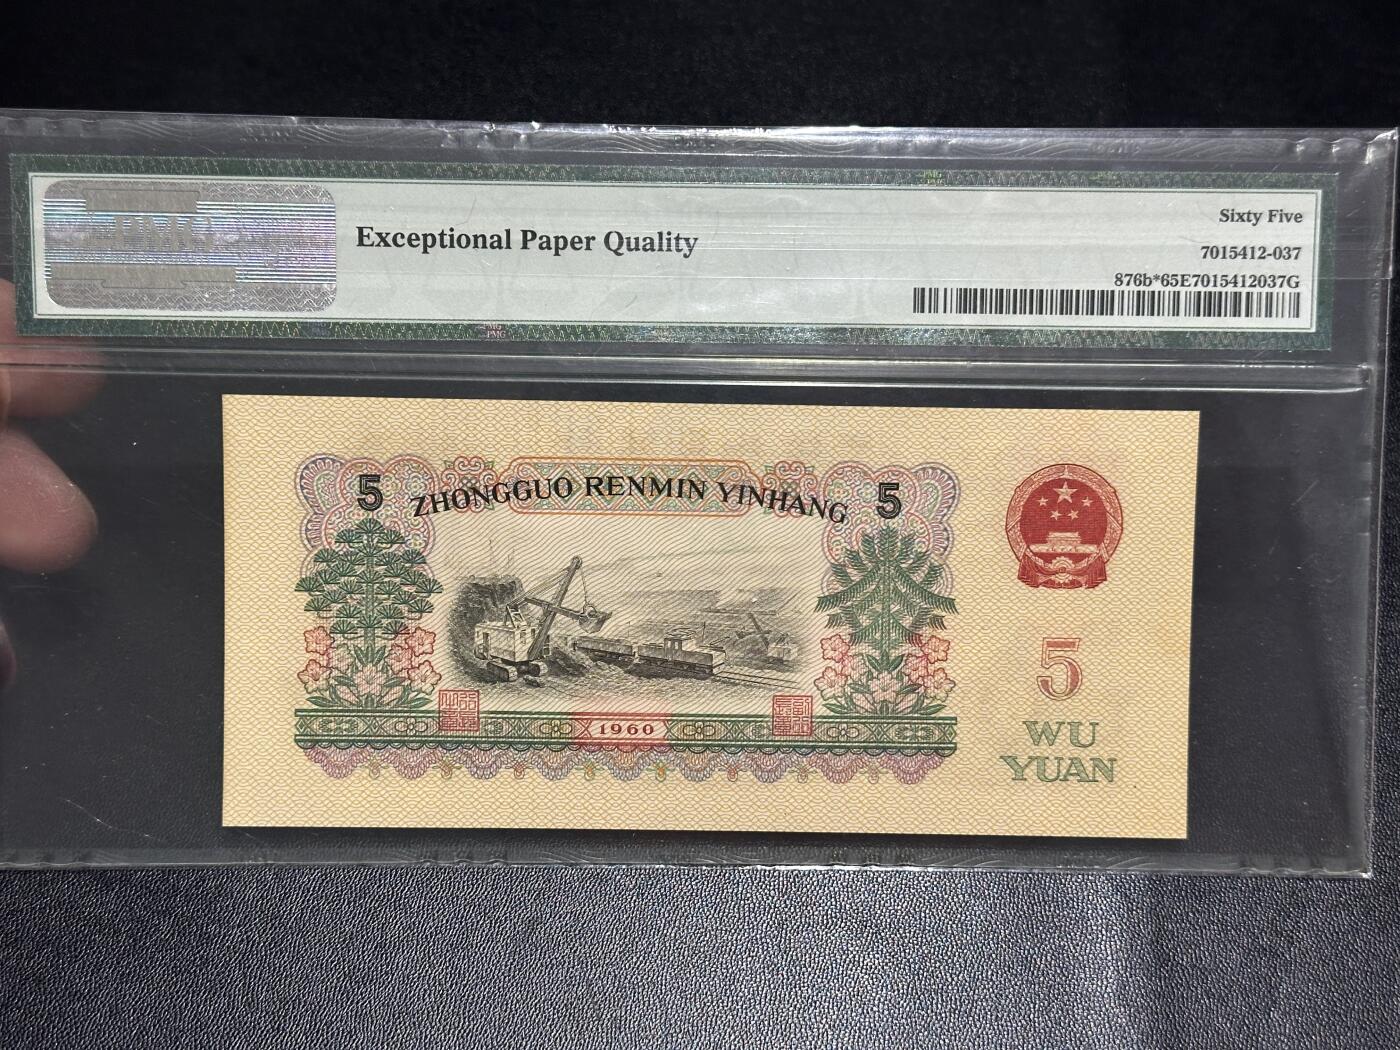 PMG
Exceptional Paper Quality
Sixty Five
7015412-037
876b*65E7015412037G
5 ZHONGGUO RENMIN YINHANG 5
1960
5
WU
YUAN